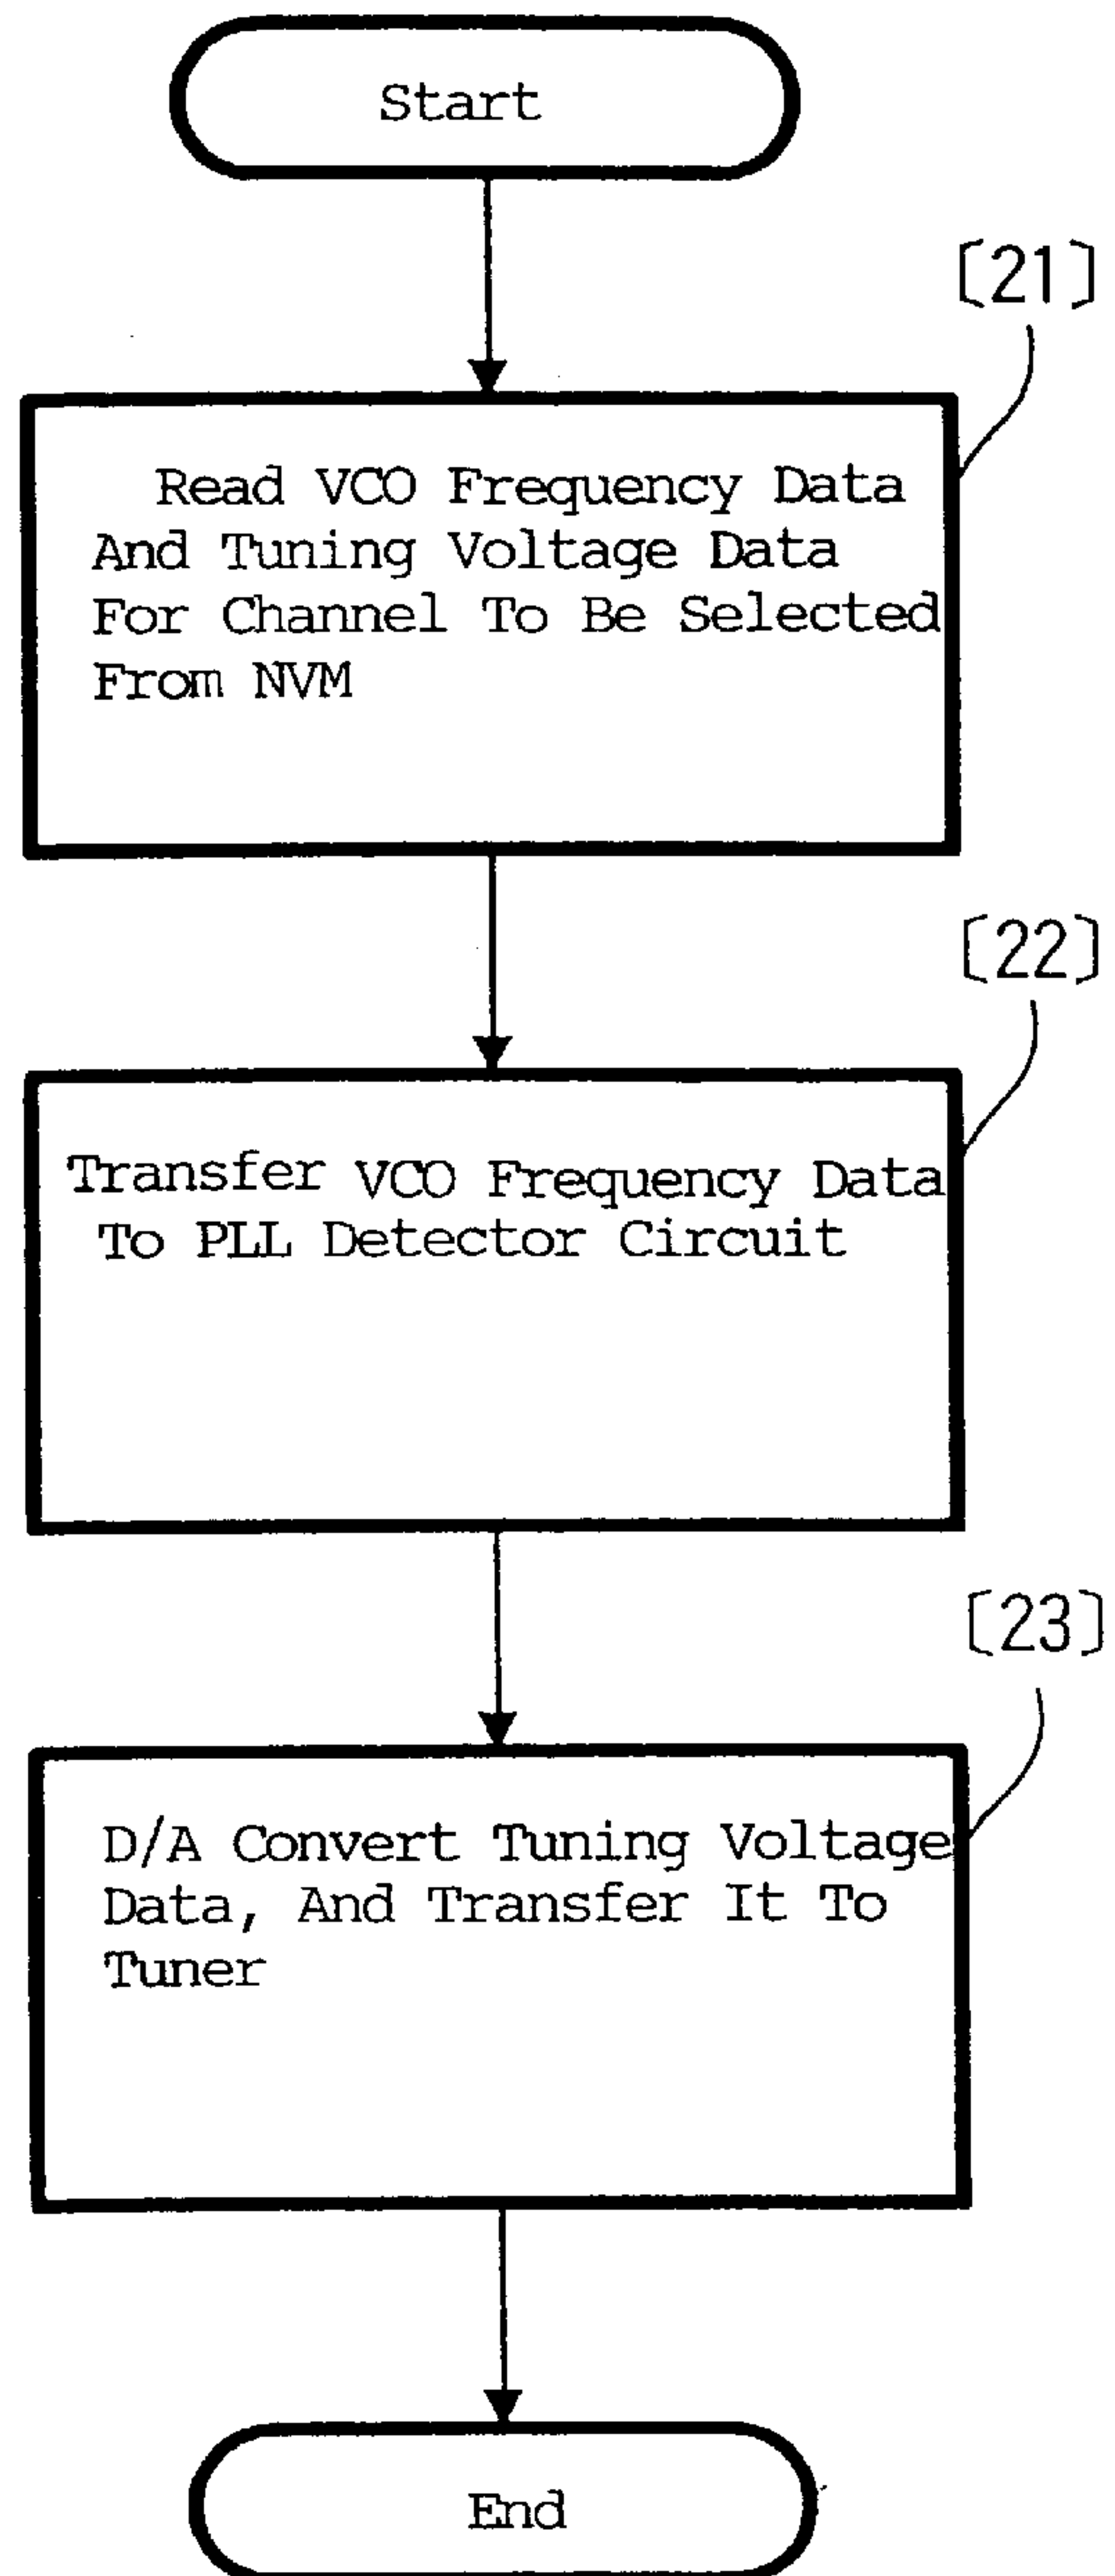 Start
〔21〕
Read VCO Frequency Data
And Tuning Voltage Data
For Channel To Be Selected
From NVM
〔22〕
Transfer VCO Frequency Data
To PLL Detector Circuit
〔23〕
D/A Convert Tuning Voltage
Data, And Transfer It To
Tuner
End